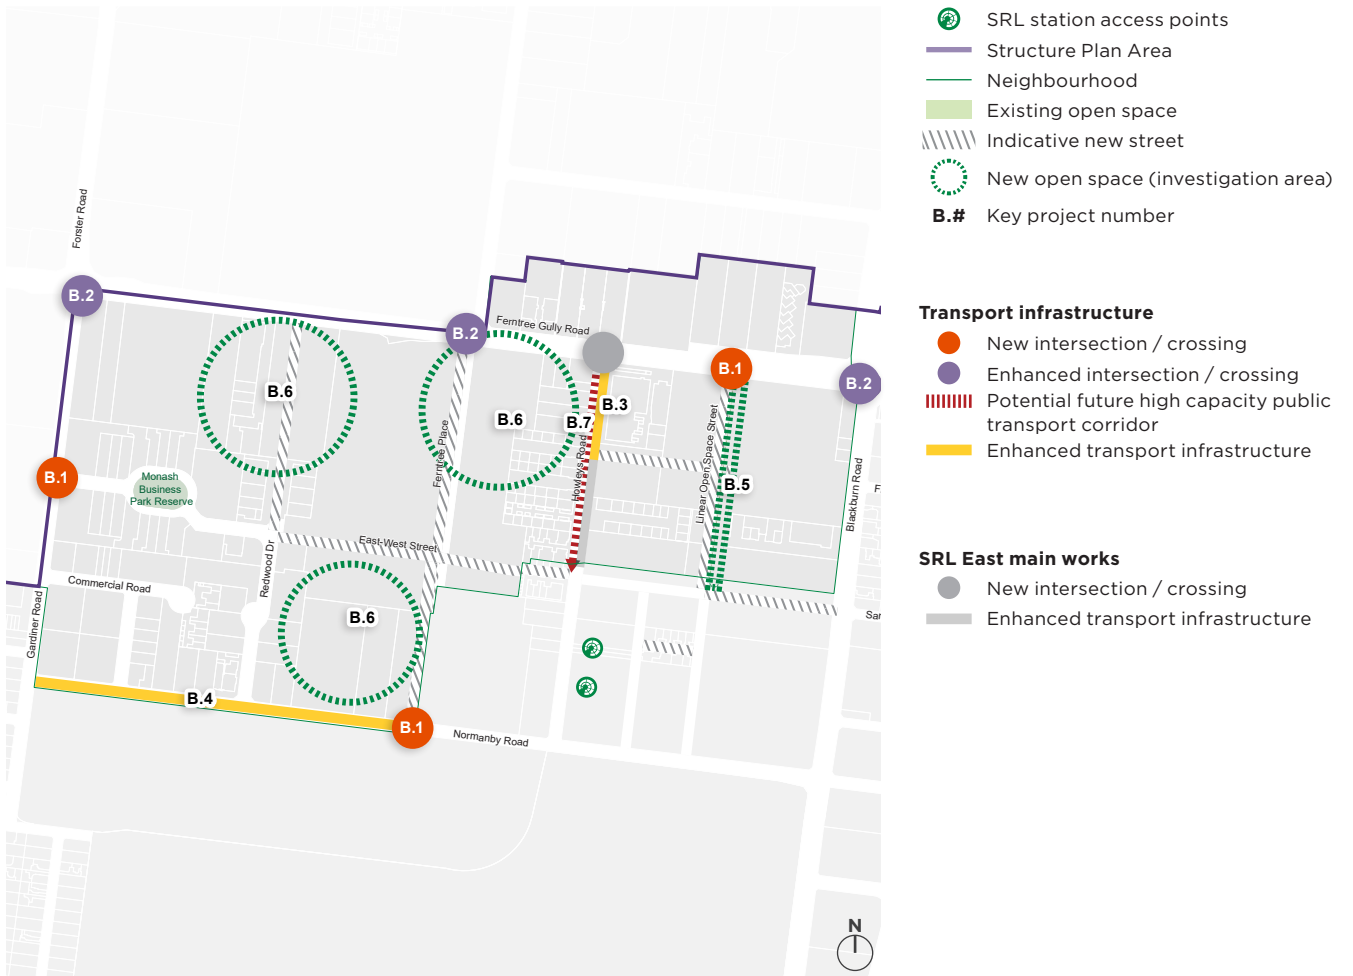 SRL station access points
Structure Plan Area
Neighbourhood
Existing open space
Indicative new street
New open space (investigation area)
B.# Key project number
Transport infrastructure
New intersection / crossing
Enhanced intersection / crossing
Potential future high capacity public
transport corridor
Enhanced transport infrastructure
SRL East main works
New intersection / crossing
Enhanced transport infrastructure
Forster Road
B.2
B.2
Ferntree Gully Road
B.1
B.2
B.6
B.6
B.3
B.7
Howleys Road
Ferntree Place
Linear Open Space Street
B.5
Blackburn Road
F
B.1
Monash
Business
Park Reserve
East-West Street
Redwood Dr
Commercial Road
Gardiner Road
B.6
Sar
B.4
B.1
Normanby Road
N